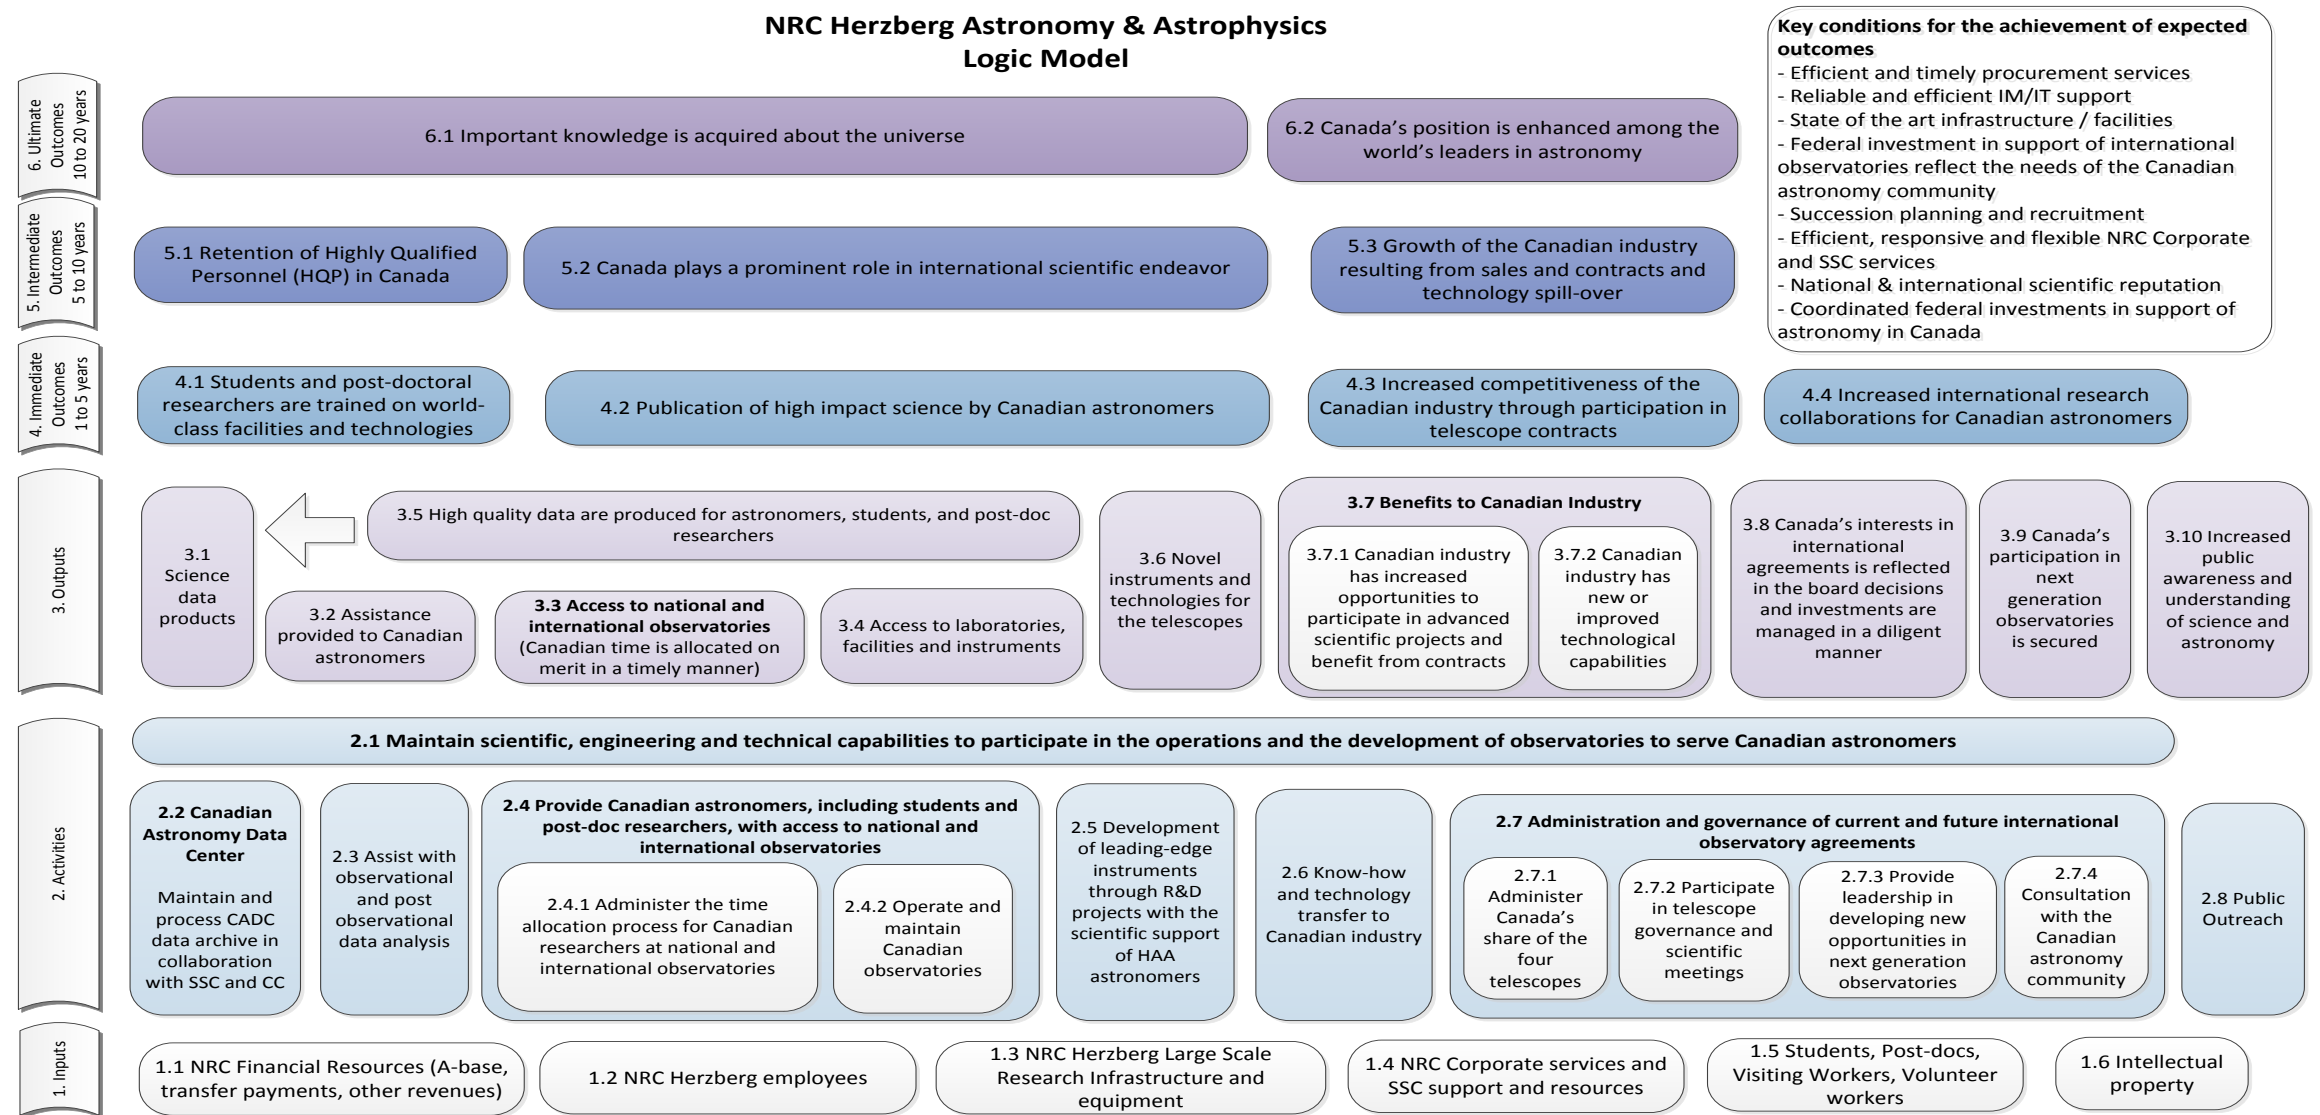 NRC Herzberg Astronomy & Astrophysics
Logic Model
Key conditions for the achievement of expected
outcomes
- Efficient and timely procurement services
- Reliable and efficient IM/IT support
- State of the art infrastructure / facilities
- Federal investment in support of international
observatories reflect the needs of the Canadian
astronomy community
- Succession planning and recruitment
- Efficient, responsive and flexible NRC Corporate
and SSC services
- National & international scientific reputation
- Coordinated federal investments in support of
astronomy in Canada
6. Ultimate
Outcomes
10 to 20 years
6.1 Important knowledge is acquired about the universe
6.2 Canada’s position is enhanced among the
world’s leaders in astronomy
5. Intermediate
Outcomes
5 to 10 years
5.1 Retention of Highly Qualified
Personnel (HQP) in Canada
5.2 Canada plays a prominent role in international scientific endeavor
5.3 Growth of the Canadian industry
resulting from sales and contracts and
technology spill-over
4. Immediate
Outcomes
1 to 5 years
4.1 Students and post-doctoral
researchers are trained on world-
class facilities and technologies
4.2 Publication of high impact science by Canadian astronomers
4.3 Increased competitiveness of the
Canadian industry through participation in
telescope contracts
4.4 Increased international research
collaborations for Canadian astronomers
3. Outputs
3.1
Science
data
products
3.5 High quality data are produced for astronomers, students, and post-doc
researchers
3.2 Assistance
provided to Canadian
astronomers
3.3 Access to national and
international observatories
(Canadian time is allocated on
merit in a timely manner)
3.4 Access to laboratories,
facilities and instruments
3.6 Novel
instruments and
technologies for
the telescopes
3.7 Benefits to Canadian Industry
3.7.1 Canadian industry
has increased
opportunities to
participate in advanced
scientific projects and
benefit from contracts
3.7.2 Canadian
industry has
new or
improved
technological
capabilities
3.8 Canada’s interests in
international
agreements is reflected
in the board decisions
and investments are
managed in a diligent
manner
3.9 Canada’s
participation in
next
generation
observatories
is secured
3.10 Increased
public
awareness and
understanding
of science and
astronomy
2. Activities
2.1 Maintain scientific, engineering and technical capabilities to participate in the operations and the development of observatories to serve Canadian astronomers
2.2 Canadian
Astronomy Data
Center
Maintain and
process CADC
data archive in
collaboration
with SSC and CC
2.3 Assist with
observational
and post
observational
data analysis
2.4 Provide Canadian astronomers, including students and
post-doc researchers, with access to national and
international observatories
2.4.1 Administer the time
allocation process for Canadian
researchers at national and
international observatories
2.4.2 Operate and
maintain
Canadian
observatories
2.5 Development
of leading-edge
instruments
through R&D
projects with the
scientific support
of HAA
astronomers
2.6 Know-how
and technology
transfer to
Canadian industry
2.7 Administration and governance of current and future international
observatory agreements
2.7.1
Administer
Canada’s
share of the
four
telescopes
2.7.2 Participate
in telescope
governance and
scientific
meetings
2.7.3 Provide
leadership in
developing new
opportunities in
next generation
observatories
2.7.4
Consultation
with the
Canadian
astronomy
community
2.8 Public
Outreach
1. Inputs
1.1 NRC Financial Resources (A-base,
transfer payments, other revenues)
1.2 NRC Herzberg employees
1.3 NRC Herzberg Large Scale
Research Infrastructure and
equipment
1.4 NRC Corporate services and
SSC support and resources
1.5 Students, Post-docs,
Visiting Workers, Volunteer
workers
1.6 Intellectual
property